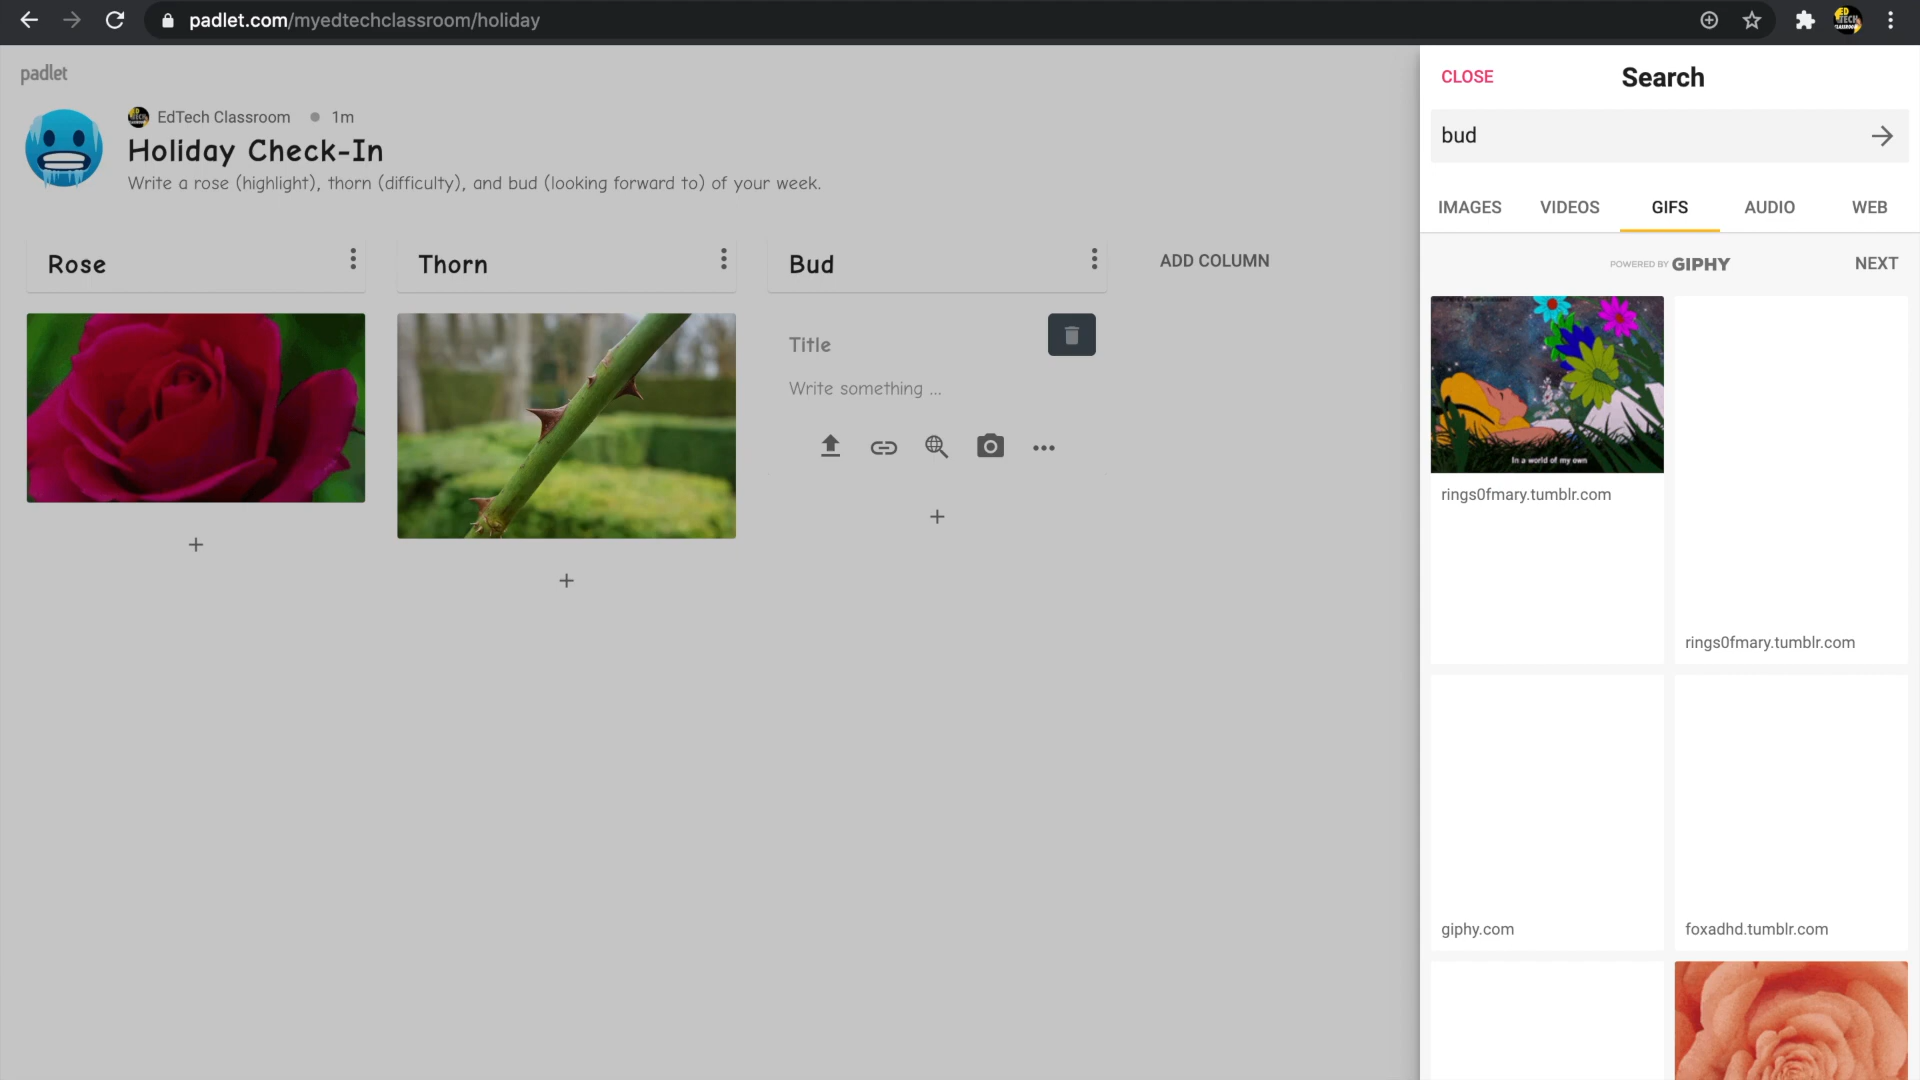 padlet.com/myedtechclassroom/holiday
padlet
EdTech Classroom 1m
Holiday Check-In
Write a rose (highlight), thorn (difficulty), and bud (looking forward to) of your week.
Rose
Thorn
Bud
ADD COLUMN
Title
Write something ...
CLOSE
Search
bud
IMAGES VIDEOS GIFS AUDIO WEB
POWERED BY GIPHY
NEXT
In a world of my own
rings0fmary.tumblr.com
rings0fmary.tumblr.com
giphy.com
foxadhd.tumblr.com